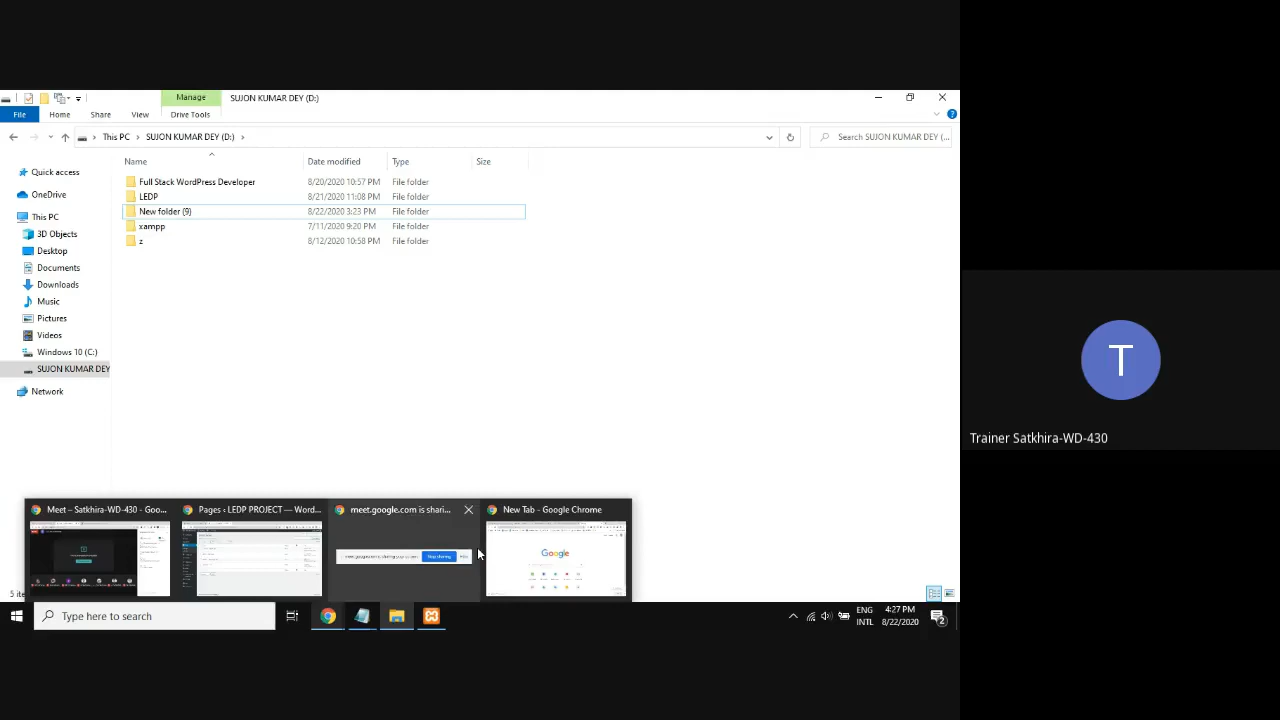 Manage
SUJON KUMAR DEY (D:)
File Home Share View Drive Tools
This PC SUJON KUMAR DEY (D:)
Search SUJON KUMAR DEY (...
Name Date modified Type Size
Quick access
OneDrive
This PC
3D Objects
Desktop
Documents
Downloads
Music
Pictures
Videos
Windows 10 (C:)
SUJON KUMAR DEY
Network
Full Stack WordPress Developer 8/20/2020 10:57 PM File folder
LEDP 8/21/2020 11:08 PM File folder
New folder (9) 8/22/2020 3:23 PM File folder
xampp 7/11/2020 9:20 PM File folder
z 8/12/2020 10:58 PM File folder
T
Trainer Satkhira-WD-430
Meet – Satkhira-WD-430 - Goo...
Pages ‹ LEDP PROJECT — Word...
meet.google.com is shari...
New Tab - Google Chrome
Stop sharing
Google
5 ite
Type here to search
ENG
INTL
4:27 PM
8/22/2020
2